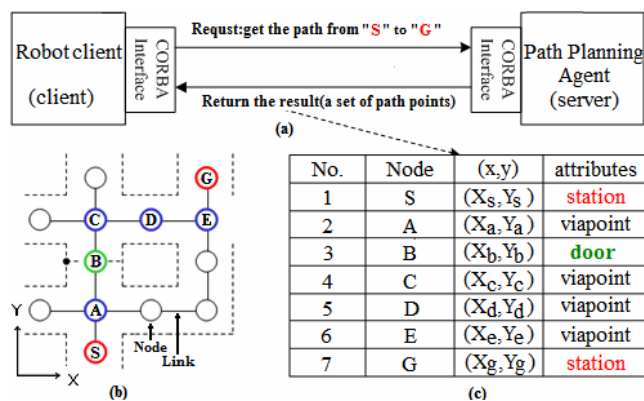 Requst:get the path from "S" to "G"
Robot client
(client)
CORBA
Interface
CORBA
Interface
Path Planning
Agent
(server)
Return the result(a set of path points)
(a)
G
C
D
E
B
A
S
Node
Link
Y
X
(b)
No. Node (x,y) attributes
1 S (Xs,Ys) station
2 A (Xa,Ya) viapoint
3 B (Xb,Yb) door
4 C (Xc,Yc) viapoint
5 D (Xd,Yd) viapoint
6 E (Xe,Ye) viapoint
7 G (Xg,Yg) station
(c)